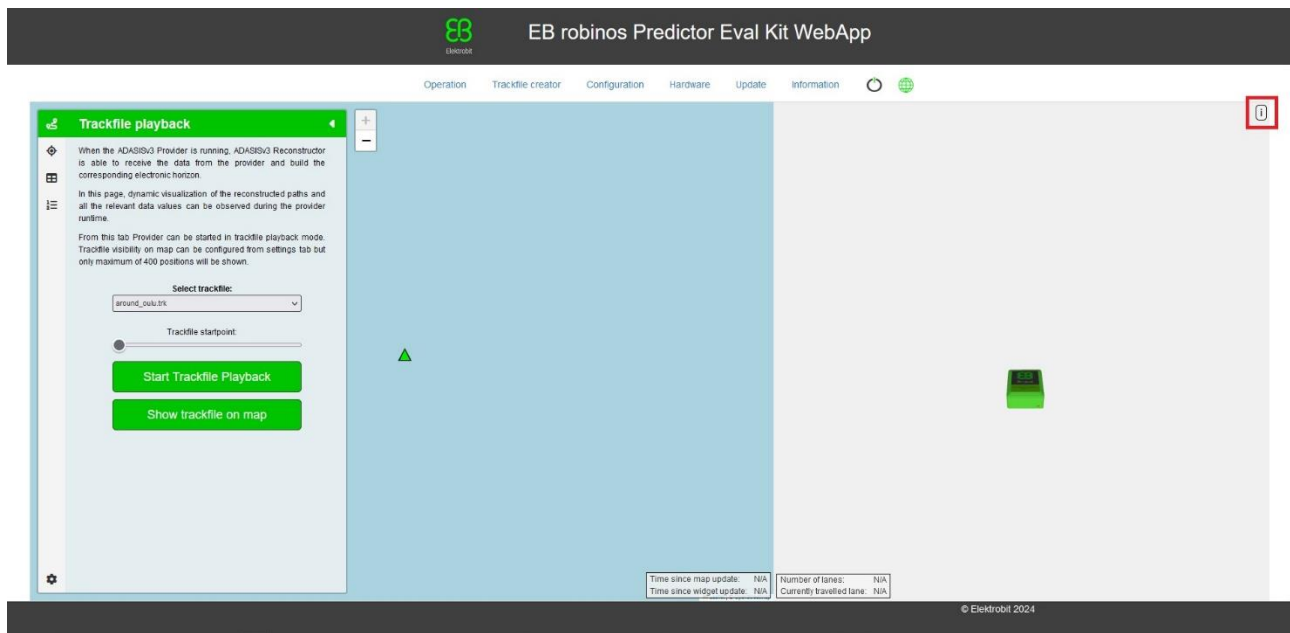 EB
Elektrobit
EB robinos Predictor Eval Kit WebApp
Operation Trackfile creator Configuration Hardware Update Information
Trackfile playback
When the ADASISv3 Provider is running, ADASISv3 Reconstructor
is able to receive the data from the provider and build the
corresponding electronic horizon.
In this page, dynamic visualization of the reconstructed paths and
all the relevant data values can be observed during the provider
runtime.
From this tab Provider can be started in trackfile playback mode.
Trackfile visibility on map can be configured from settings tab but
only maximum of 400 positions will be shown.
Select trackfile:
around_oulu.trk
Trackfile startpoint:
Start Trackfile Playback
Show trackfile on map
+
−
i
EB
Time since map update: N/A
Time since widget update: N/A
Number of lanes: N/A
Currently travelled lane: N/A
© Elektrobit 2024